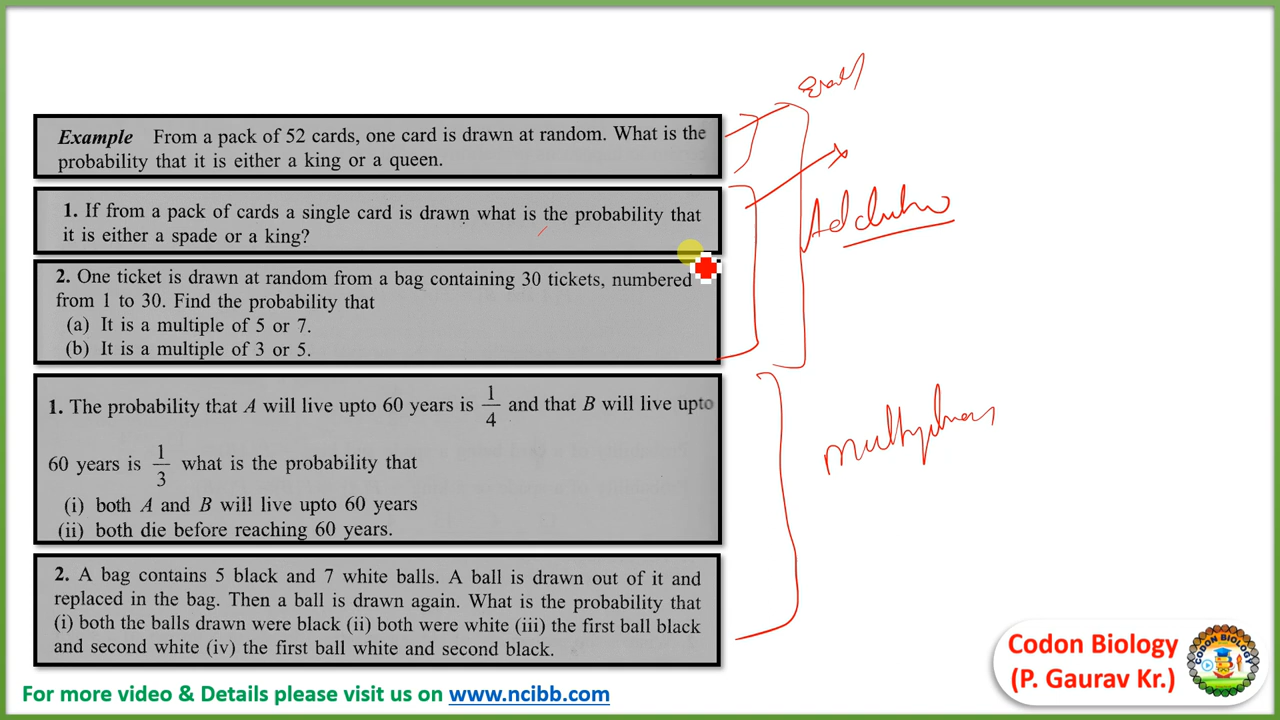 Example From a pack of 52 cards, one card is drawn at random. What is the
probability that it is either a king or a queen.
1. If from a pack of cards a single card is drawn what is the probability that
it is either a spade or a king?
2. One ticket is drawn at random from a bag containing 30 tickets, numbered
from 1 to 30. Find the probability that
(a) It is a multiple of 5 or 7.
(b) It is a multiple of 3 or 5.
1. The probability that A will live upto 60 years is 1/4 and that B will live upto
60 years is 1/3 what is the probability that
(i) both A and B will live upto 60 years
(ii) both die before reaching 60 years.
2. A bag contains 5 black and 7 white balls. A ball is drawn out of it and
replaced in the bag. Then a ball is drawn again. What is the probability that
(i) both the balls drawn were black (ii) both were white (iii) the first ball black
and second white (iv) the first ball white and second black.
Codon Biology
(P. Gaurav Kr.)
CODON BIOLOGY
For more video & Details please visit us on www.ncibb.com